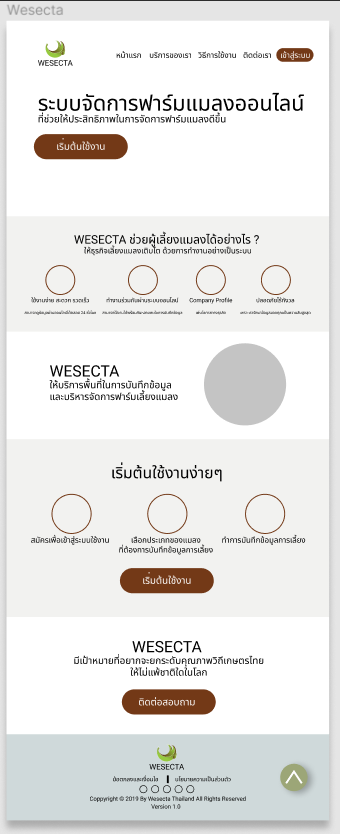 Wesecta
WESECTA
หน้าแรก บริการของเรา วิธีการใช้งาน ติดต่อเรา เข้าสู่ระบบ
ระบบจัดการฟาร์มแมลงออนไลน์
ที่ช่วยให้ประสิทธิภาพในการจัดการฟาร์มแมลงดีขึ้น
เริ่มต้นใช้งาน
WESECTA ช่วยผู้เลี้ยงแมลงได้อย่างไร ?
ให้ธุรกิจเลี้ยงแมลงเติบโต ด้วยการทำงานอย่างเป็นระบบ
ใช้งานง่าย สะดวก รวดเร็ว ทำงานร่วมกันผ่านระบบออนไลน์ Company Profile ปลอดภัยไร้กังวล
WESECTA
ให้บริการพื้นที่ในการบันทึกข้อมูล
และบริหารจัดการฟาร์มเลี้ยงแมลง
เริ่มต้นใช้งานง่ายๆ
สมัครเพื่อเข้าสู่ระบบใช้งาน เลือกประเภทของแมลง ทำการบันทึกข้อมูลการเลี้ยง
ที่ต้องการบันทึกข้อมูลการเลี้ยง
เริ่มต้นใช้งาน
WESECTA
มีเป้าหมายที่อยากจะยกระดับคุณภาพวิถีเกษตรไทย
ให้ไม่แพ้ชาติใดในโลก
ติดต่อสอบถาม
WESECTA
ข้อตกลงและเงื่อนไข นโยบายความเป็นส่วนตัว
Coppyright © 2019 By Wesecta Thailand All Rights Reserved
Version 1.0